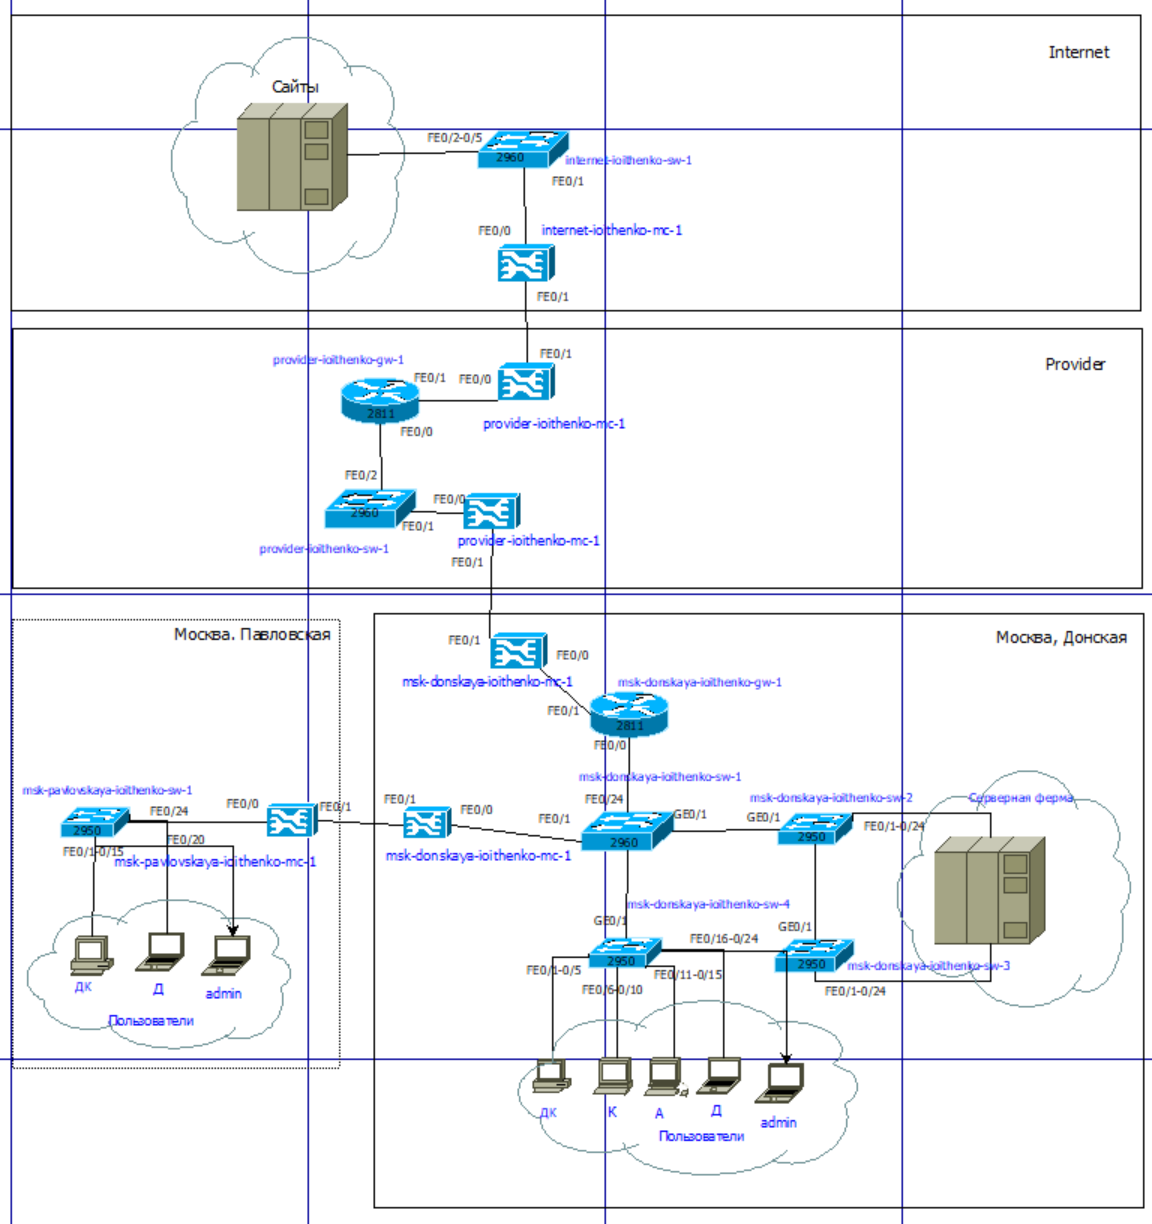 Internet
Сайты
FE0/2-0/5
2960
internet-ioithenko-sw-1
FE0/1
FE0/0
internet-ioithenko-mc-1
FE0/1
Provider
provider-ioithenko-gw-1
FE0/1
FE0/1
FE0/0
2811
FE0/0
provider-ioithenko-mc-1
FE0/2
2960
FE0/0
FE0/1
provider-ioithenko-mc-1
provider-ioithenko-sw-1
FE0/1
Москва. Павловская
msk-pavlovskaya-ioithenko-sw-1
FE0/24
FE0/0
FE0/1
2950
FE0/20
FE0/1-0/15
msk-pavlovskaya-ioithenko-mc-1
ДК
Д
admin
Пользователи
Москва, Донская
FE0/1
FE0/0
msk-donskaya-ioithenko-mc-1
msk-donskaya-ioithenko-gw-1
FE0/1
2811
FE0/0
msk-donskaya-ioithenko-sw-1
FE0/24
msk-donskaya-ioithenko-sw-2
Серверная ферма
FE0/1
FE0/0
FE0/1
GE0/1
GE0/1
FE0/1-0/24
2960
2950
msk-donskaya-ioithenko-mc-1
msk-donskaya-ioithenko-sw-4
GE0/1
GE0/1
FE0/16-0/24
2950
2950
msk-donskaya-ioithenko-sw-3
FE0/1-0/5
FE0/11-0/15
FE0/6-0/10
FE0/1-0/24
ДК
К
А
Д
admin
Пользователи